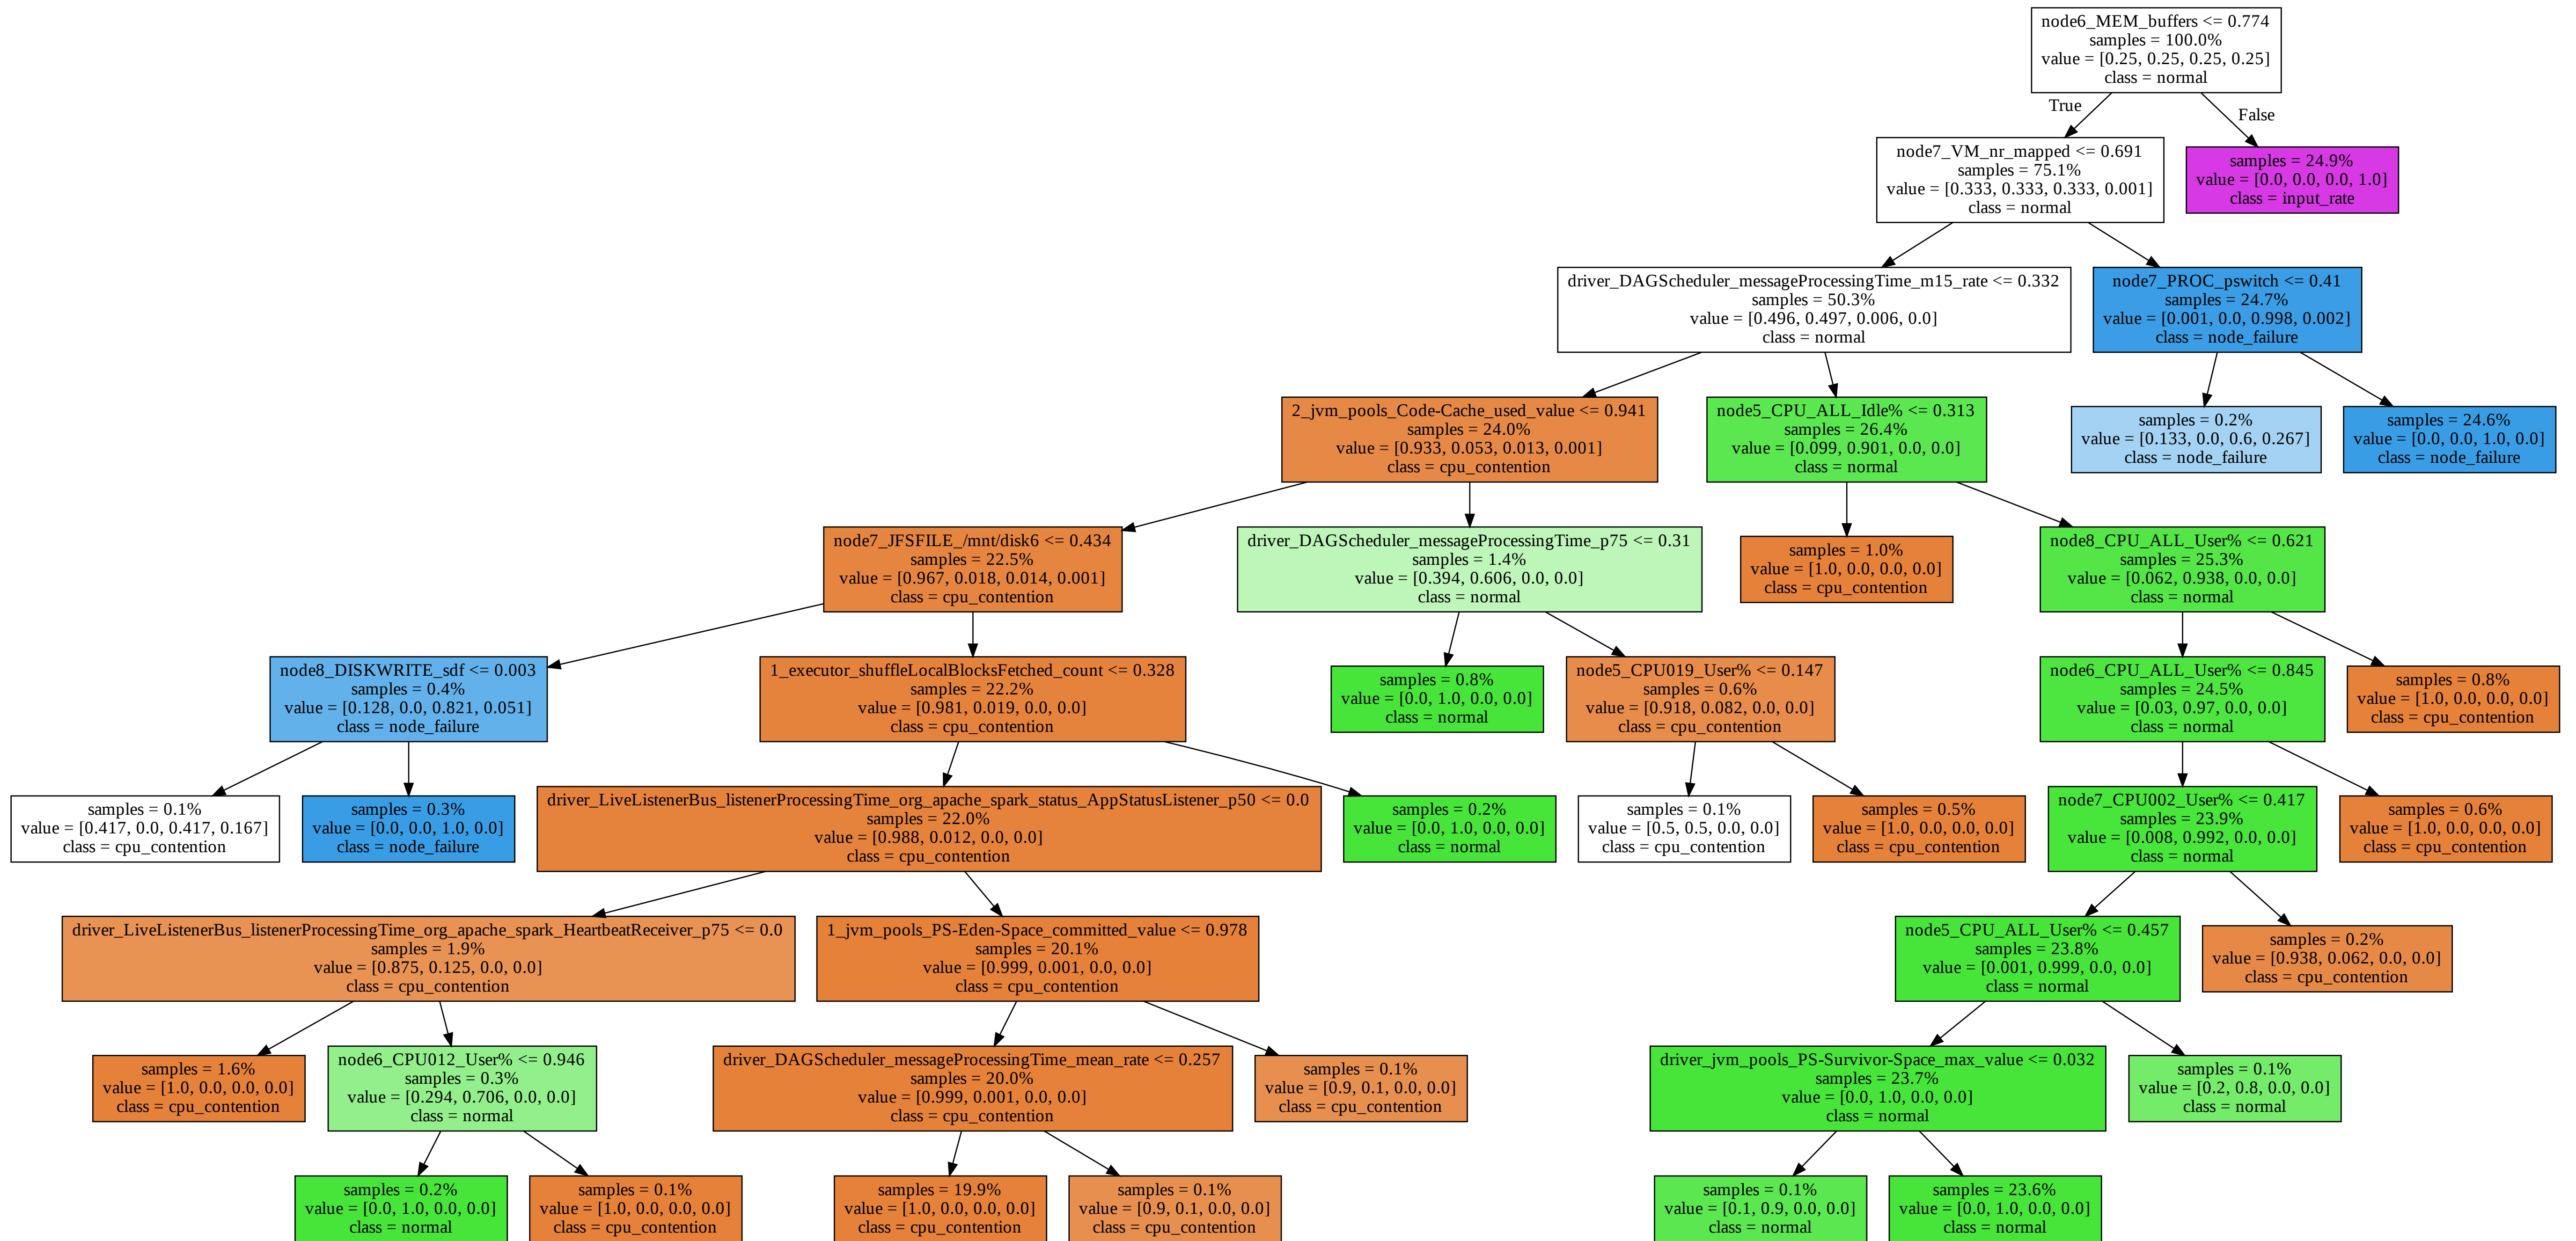 node6_MEM_buffers <= 0.774
samples = 100.0%
value = [0.25, 0.25, 0.25, 0.25]
class = normal
True
False
node7_VM_nr_mapped <= 0.691
samples = 75.1%
value = [0.333, 0.333, 0.333, 0.001]
class = normal
samples = 24.9%
value = [0.0, 0.0, 0.0, 1.0]
class = input_rate
driver_DAGScheduler_messageProcessingTime_m15_rate <= 0.332
samples = 50.3%
value = [0.496, 0.497, 0.006, 0.0]
class = normal
node7_PROC_pswitch <= 0.41
samples = 24.7%
value = [0.001, 0.0, 0.998, 0.002]
class = node_failure
2_jvm_pools_Code-Cache_used_value <= 0.941
samples = 24.0%
value = [0.933, 0.053, 0.013, 0.001]
class = cpu_contention
node5_CPU_ALL_Idle% <= 0.313
samples = 26.4%
value = [0.099, 0.901, 0.0, 0.0]
class = normal
samples = 0.2%
value = [0.133, 0.0, 0.6, 0.267]
class = node_failure
samples = 24.6%
value = [0.0, 0.0, 1.0, 0.0]
class = node_failure
node7_JFSFILE_/mnt/disk6 <= 0.434
samples = 22.5%
value = [0.967, 0.018, 0.014, 0.001]
class = cpu_contention
driver_DAGScheduler_messageProcessingTime_p75 <= 0.31
samples = 1.4%
value = [0.394, 0.606, 0.0, 0.0]
class = normal
samples = 1.0%
value = [1.0, 0.0, 0.0, 0.0]
class = cpu_contention
node8_CPU_ALL_User% <= 0.621
samples = 25.3%
value = [0.062, 0.938, 0.0, 0.0]
class = normal
node8_DISKWRITE_sdf <= 0.003
samples = 0.4%
value = [0.128, 0.0, 0.821, 0.051]
class = node_failure
1_executor_shuffleLocalBlocksFetched_count <= 0.328
samples = 22.2%
value = [0.981, 0.019, 0.0, 0.0]
class = cpu_contention
samples = 0.8%
value = [0.0, 1.0, 0.0, 0.0]
class = normal
node5_CPU019_User% <= 0.147
samples = 0.6%
value = [0.918, 0.082, 0.0, 0.0]
class = cpu_contention
node6_CPU_ALL_User% <= 0.845
samples = 24.5%
value = [0.03, 0.97, 0.0, 0.0]
class = normal
samples = 0.8%
value = [1.0, 0.0, 0.0, 0.0]
class = cpu_contention
samples = 0.1%
value = [0.417, 0.0, 0.417, 0.167]
class = cpu_contention
samples = 0.3%
value = [0.0, 0.0, 1.0, 0.0]
class = node_failure
driver_LiveListenerBus_listenerProcessingTime_org_apache_spark_status_AppStatusListener_p50 <= 0.0
samples = 22.0%
value = [0.988, 0.012, 0.0, 0.0]
class = cpu_contention
samples = 0.2%
value = [0.0, 1.0, 0.0, 0.0]
class = normal
samples = 0.1%
value = [0.5, 0.5, 0.0, 0.0]
class = cpu_contention
samples = 0.5%
value = [1.0, 0.0, 0.0, 0.0]
class = cpu_contention
node7_CPU002_User% <= 0.417
samples = 23.9%
value = [0.008, 0.992, 0.0, 0.0]
class = normal
samples = 0.6%
value = [1.0, 0.0, 0.0, 0.0]
class = cpu_contention
driver_LiveListenerBus_listenerProcessingTime_org_apache_spark_HeartbeatReceiver_p75 <= 0.0
samples = 1.9%
value = [0.875, 0.125, 0.0, 0.0]
class = cpu_contention
1_jvm_pools_PS-Eden-Space_committed_value <= 0.978
samples = 20.1%
value = [0.999, 0.001, 0.0, 0.0]
class = cpu_contention
node5_CPU_ALL_User% <= 0.457
samples = 23.8%
value = [0.001, 0.999, 0.0, 0.0]
class = normal
samples = 0.2%
value = [0.938, 0.062, 0.0, 0.0]
class = cpu_contention
samples = 1.6%
value = [1.0, 0.0, 0.0, 0.0]
class = cpu_contention
node6_CPU012_User% <= 0.946
samples = 0.3%
value = [0.294, 0.706, 0.0, 0.0]
class = normal
driver_DAGScheduler_messageProcessingTime_mean_rate <= 0.257
samples = 20.0%
value = [0.999, 0.001, 0.0, 0.0]
class = cpu_contention
samples = 0.1%
value = [0.9, 0.1, 0.0, 0.0]
class = cpu_contention
driver_jvm_pools_PS-Survivor-Space_max_value <= 0.032
samples = 23.7%
value = [0.0, 1.0, 0.0, 0.0]
class = normal
samples = 0.1%
value = [0.2, 0.8, 0.0, 0.0]
class = normal
samples = 0.2%
value = [0.0, 1.0, 0.0, 0.0]
class = normal
samples = 0.1%
value = [1.0, 0.0, 0.0, 0.0]
class = cpu_contention
samples = 19.9%
value = [1.0, 0.0, 0.0, 0.0]
class = cpu_contention
samples = 0.1%
value = [0.9, 0.1, 0.0, 0.0]
class = cpu_contention
samples = 0.1%
value = [0.1, 0.9, 0.0, 0.0]
class = normal
samples = 23.6%
value = [0.0, 1.0, 0.0, 0.0]
class = normal